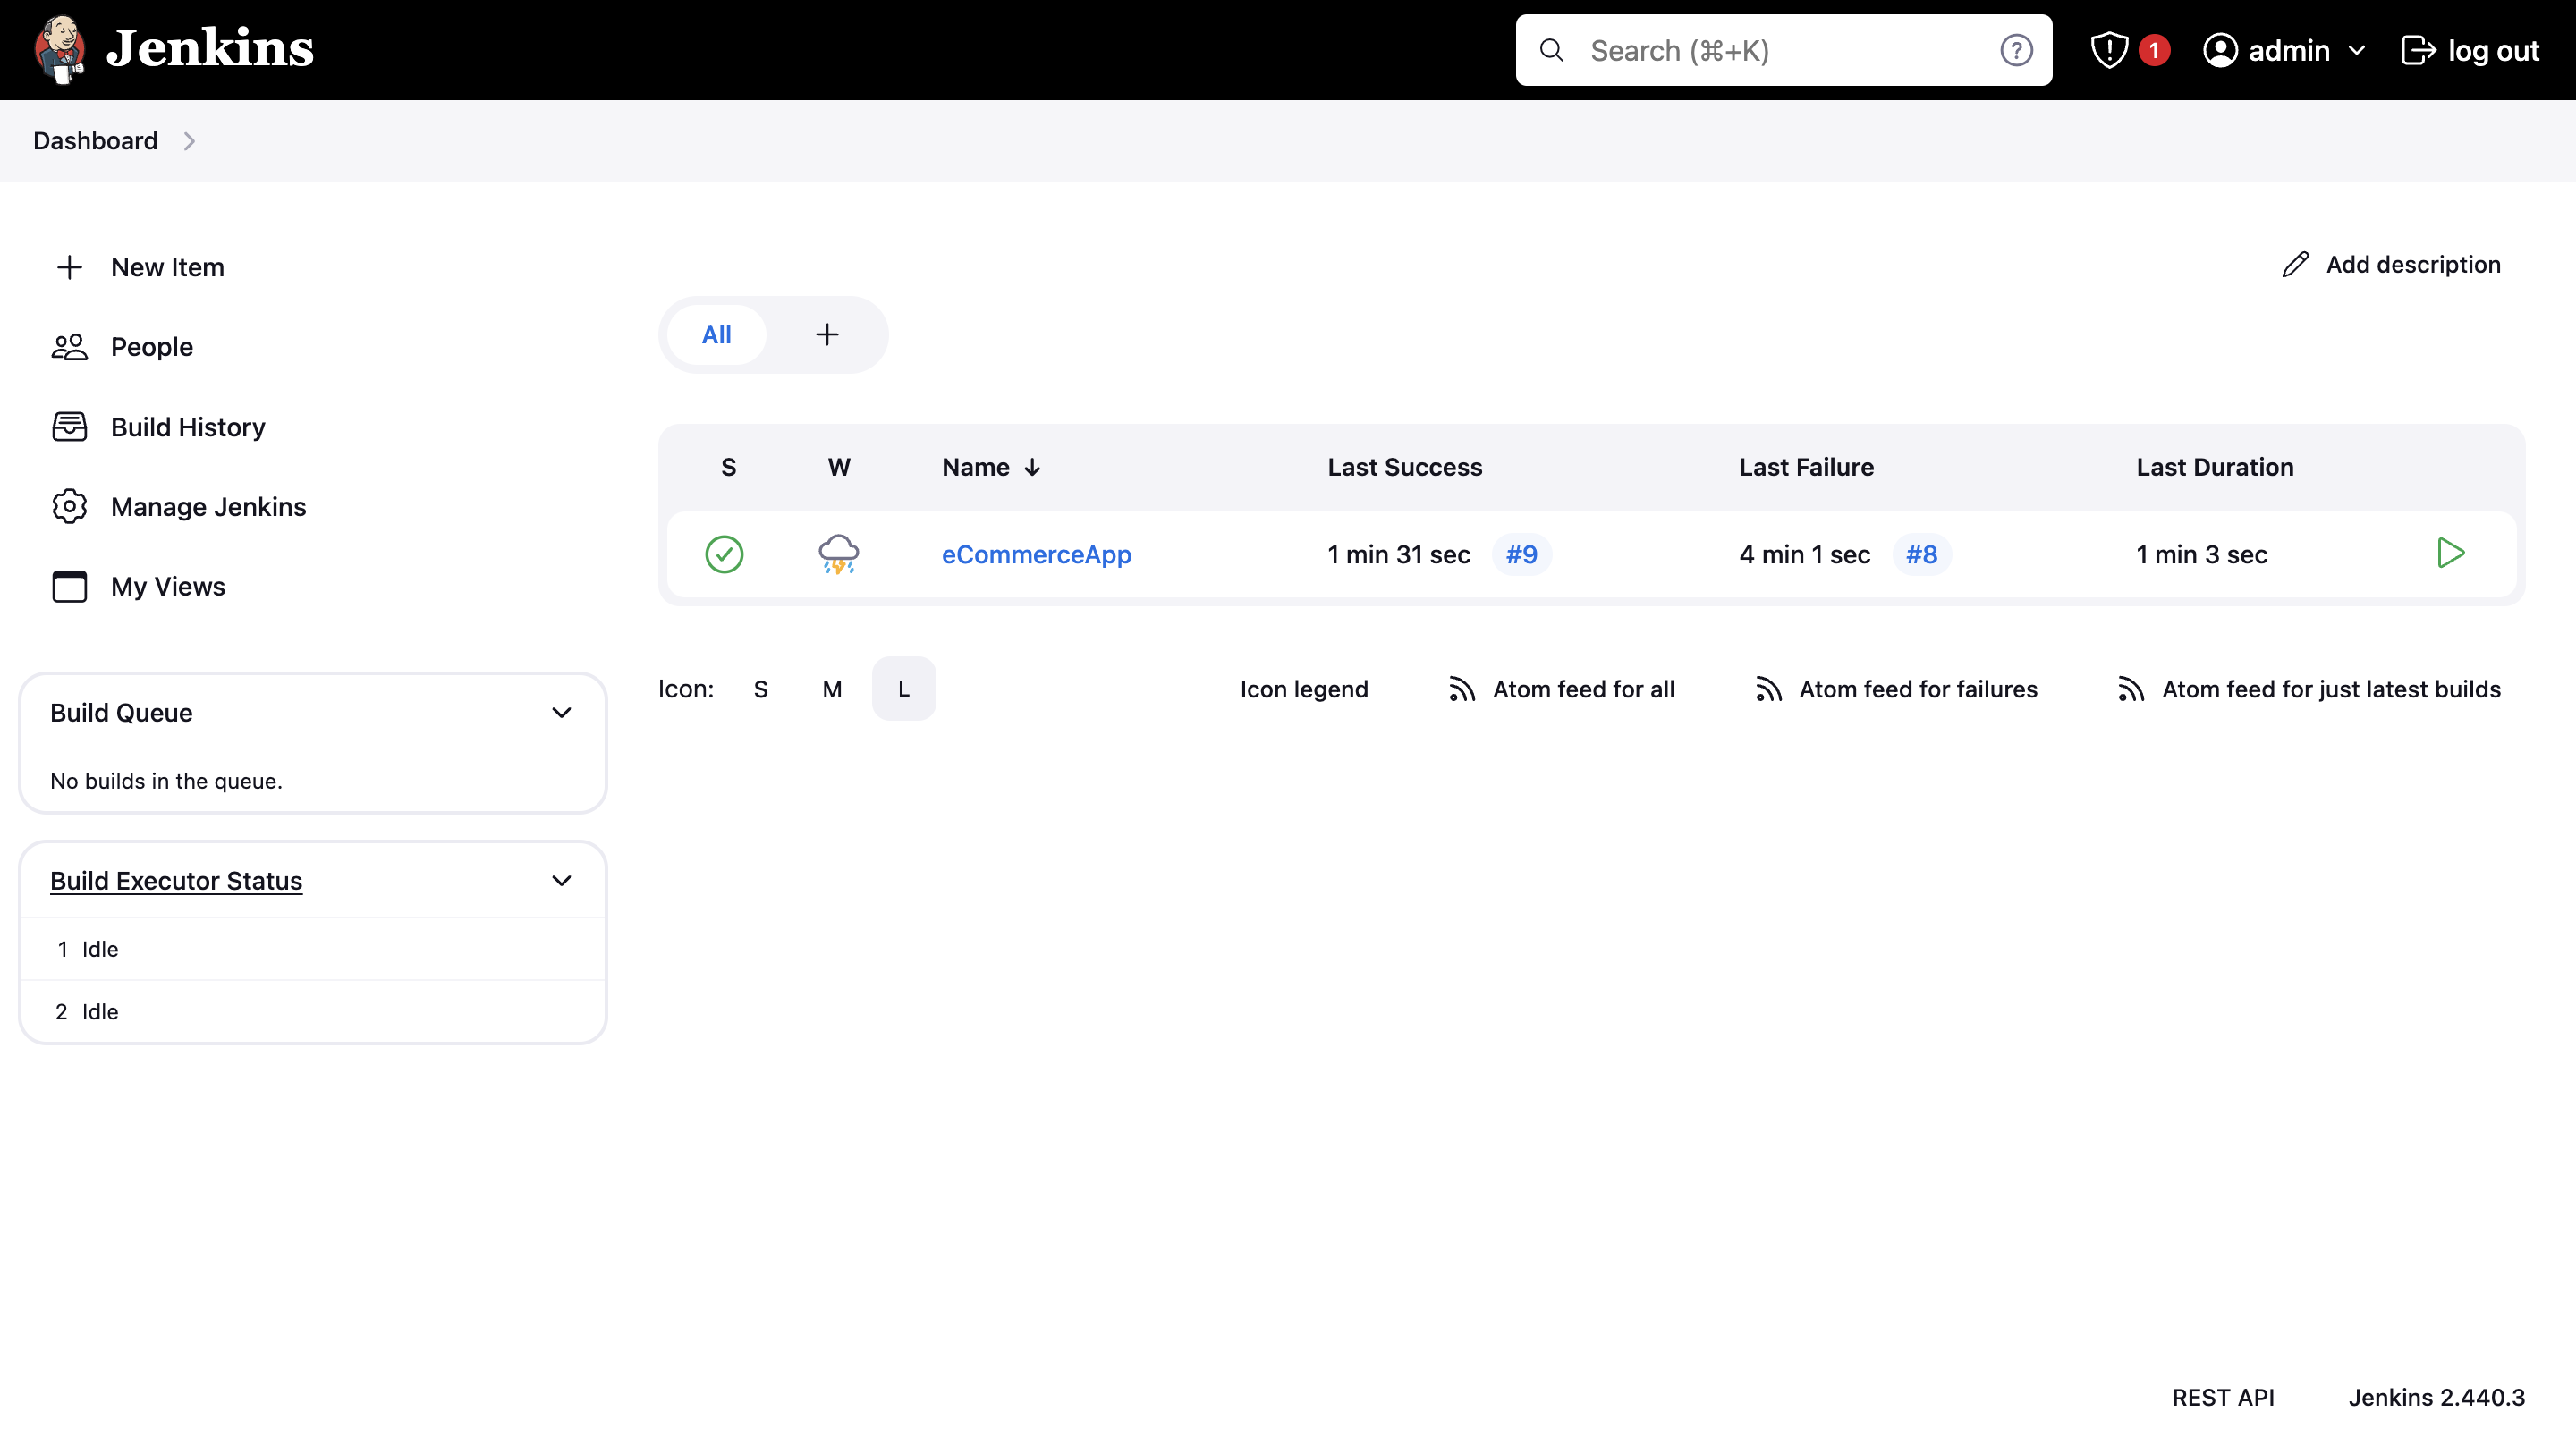 Jenkins
Search (⌘+K)
1
admin
log out
Dashboard
New Item
People
Build History
Manage Jenkins
My Views
Build Queue
No builds in the queue.
Build Executor Status
1 Idle
2 Idle
Add description
All
S W Name ↓ Last Success Last Failure Last Duration
eCommerceApp 1 min 31 sec #9 4 min 1 sec #8 1 min 3 sec
Icon: S M L
Icon legend
Atom feed for all
Atom feed for failures
Atom feed for just latest builds
REST API
Jenkins 2.440.3